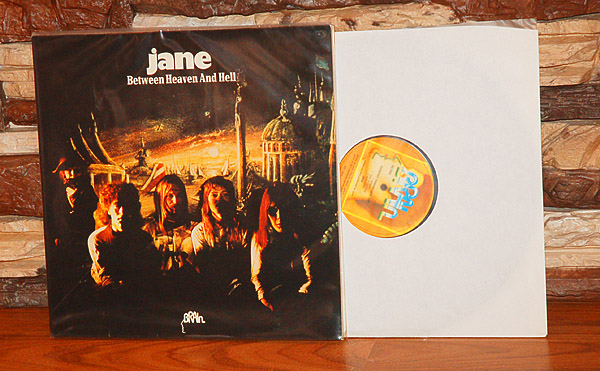 jane
Between Heaven And Hell
BRAIN